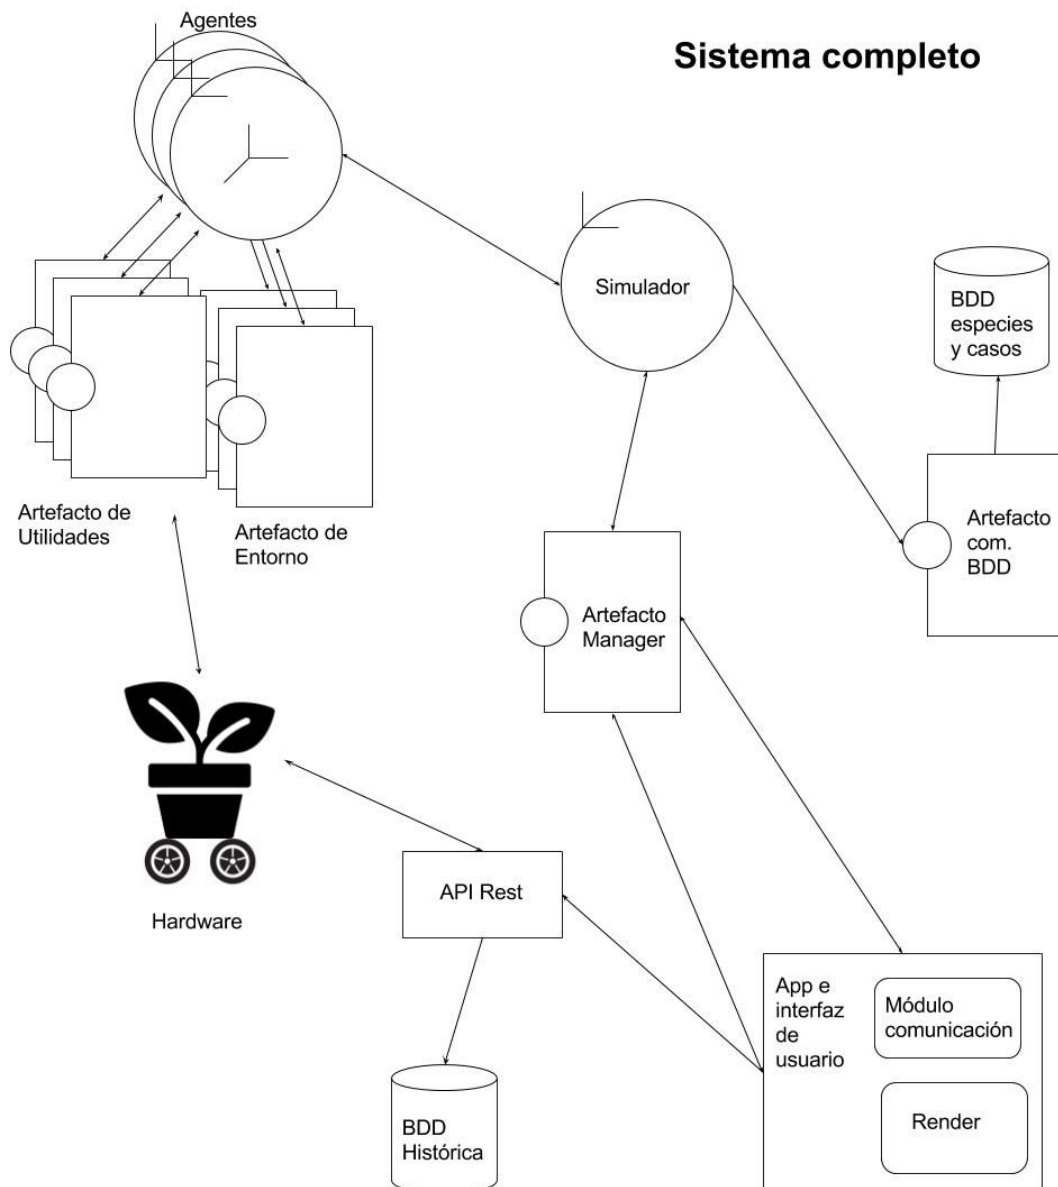 Agentes
Sistema completo
Simulador
BDD
especies
y casos
Artefacto de
Utilidades
Artefacto de
Entorno
Artefacto
com.
BDD
Artefacto
Manager
Hardware
API Rest
App e
interfaz
de
usuario
Módulo
comunicación
Render
BDD
Histórica